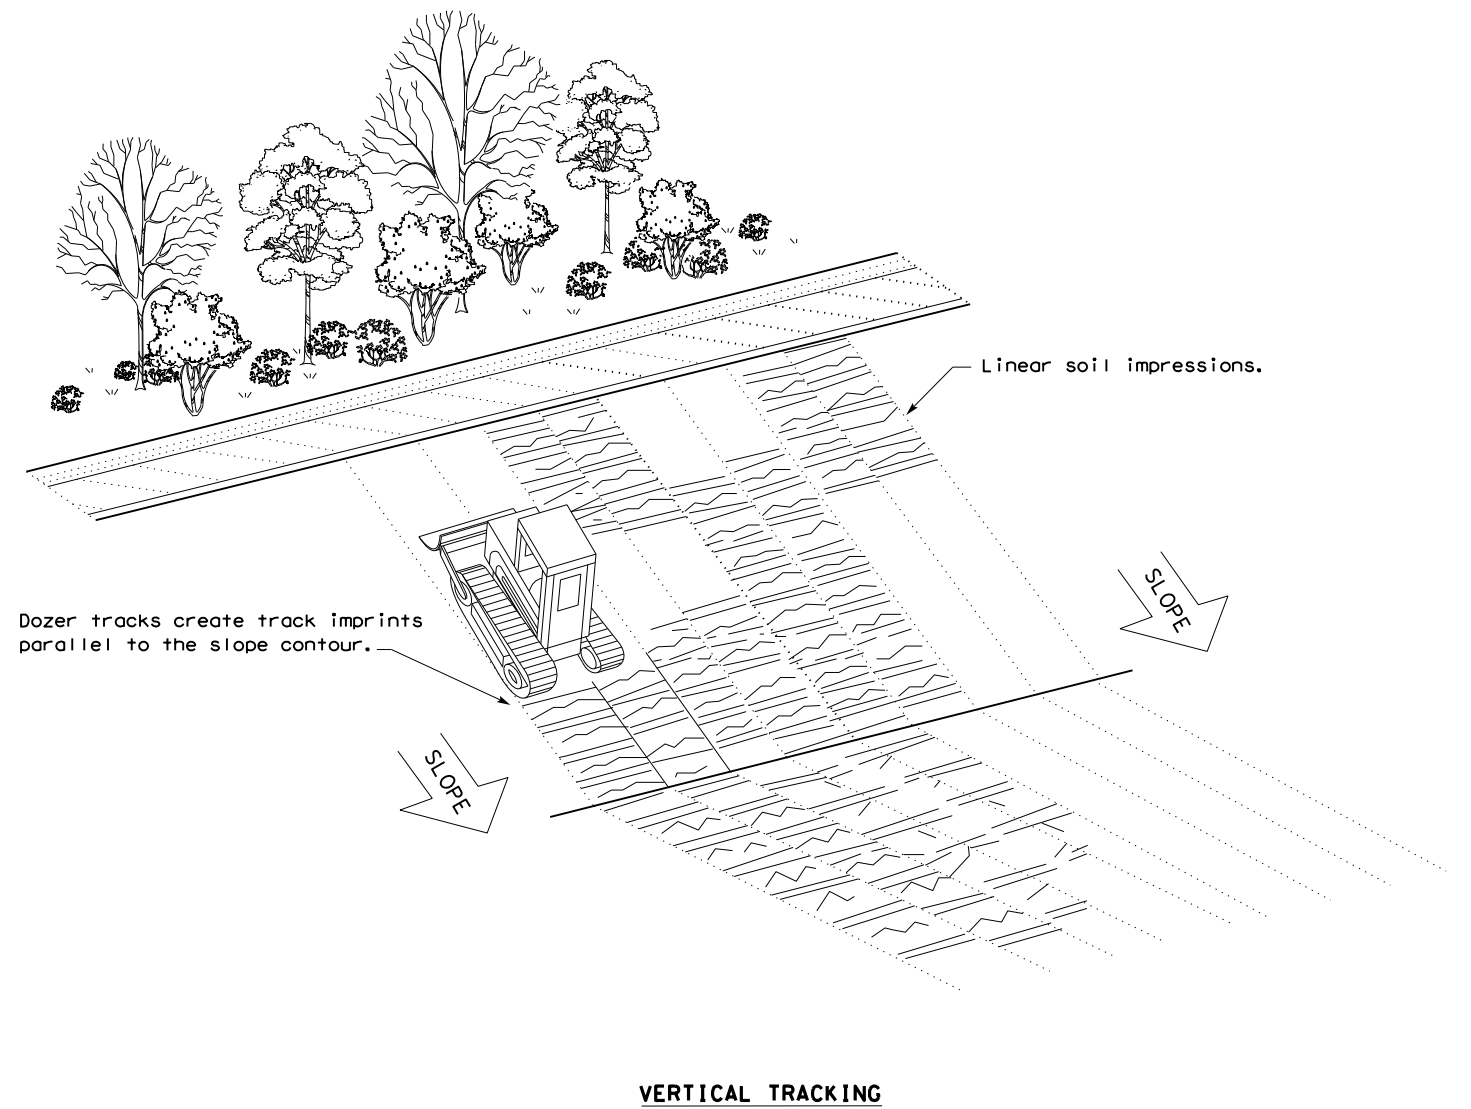 Linear soil impressions.
SLOPE
Dozer tracks create track imprints
parallel to the slope contour.
SLOPE
VERTICAL TRACKING